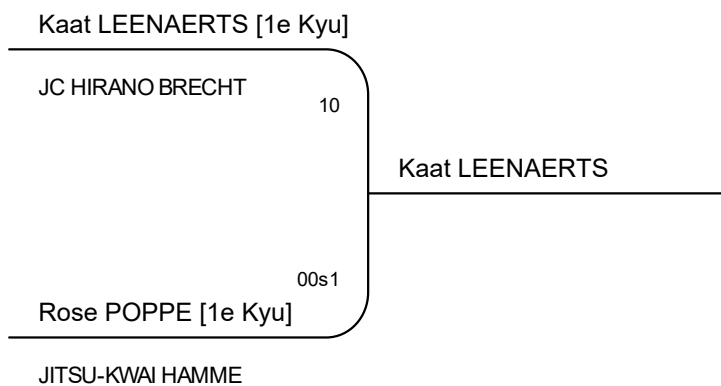 Kaat LEENAERTS [1e Kyu]
JC HIRANO BRECHT
10
Kaat LEENAERTS
00s1
Rose POPPE [1e Kyu]
JITSU-KWAI HAMME